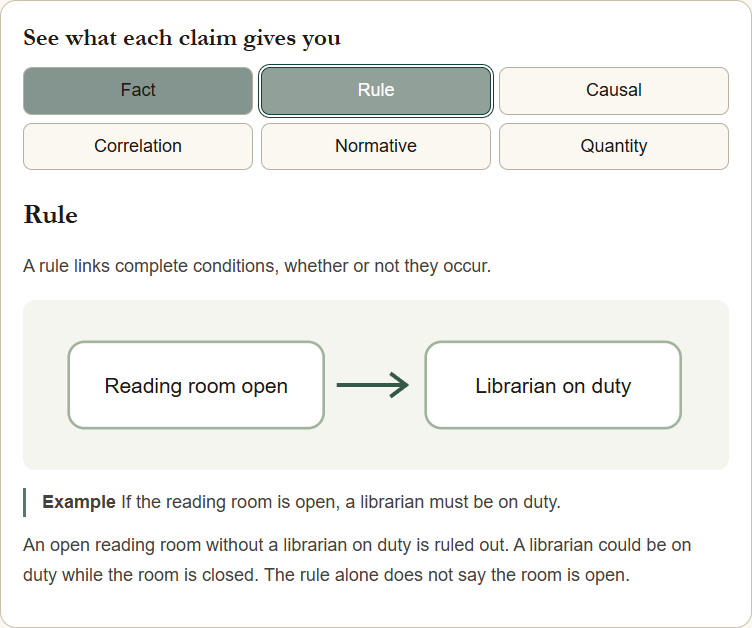 See what each claim gives you
Fact
Rule
Causal
Correlation
Normative
Quantity
Rule
A rule links complete conditions, whether or not they occur.
Reading room open
Librarian on duty
Example If the reading room is open, a librarian must be on duty.
An open reading room without a librarian on duty is ruled out. A librarian could be on
duty while the room is closed. The rule alone does not say the room is open.